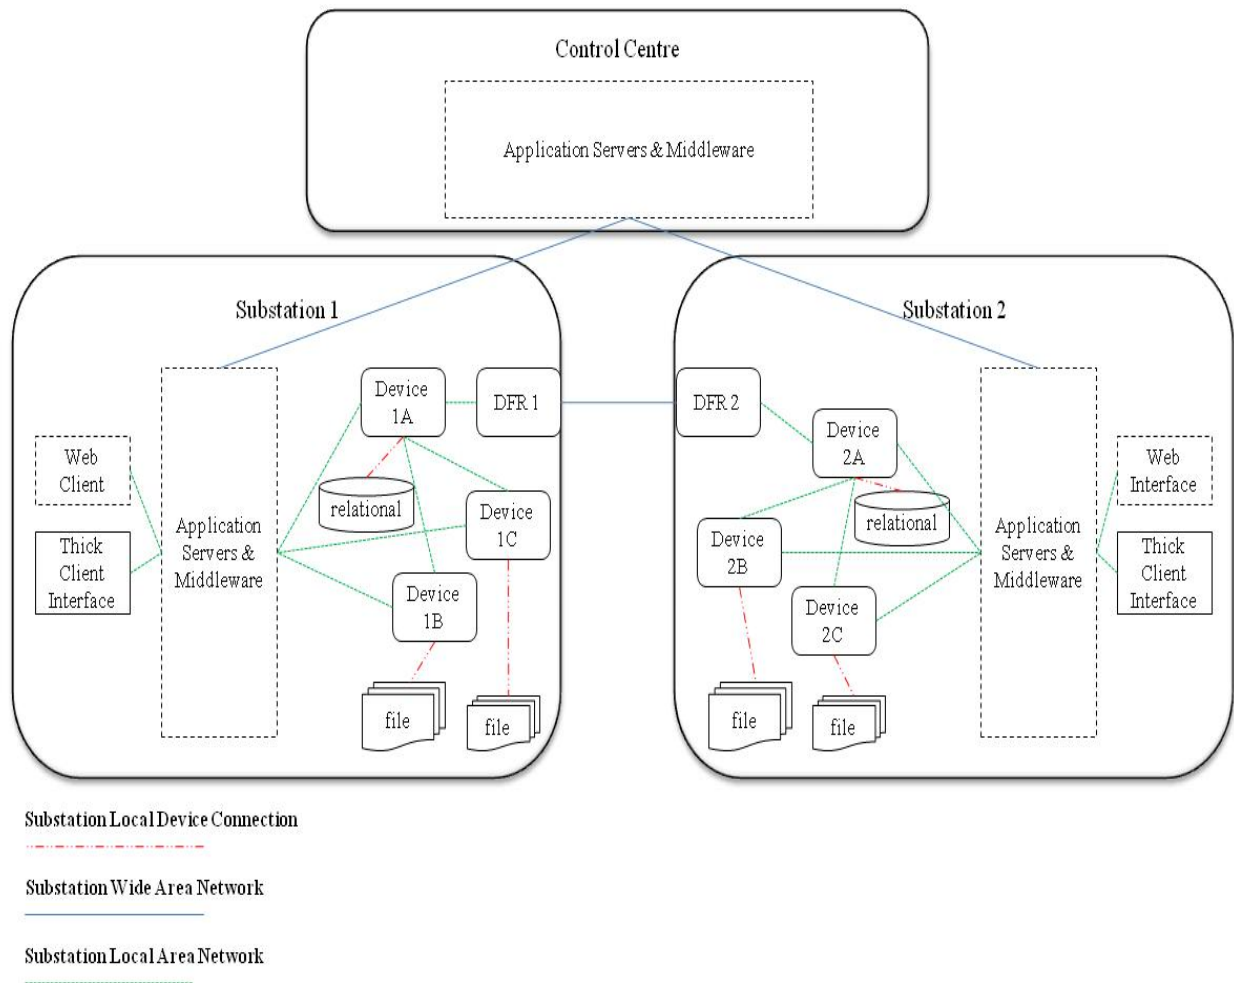 Control Centre
Application Servers & Middleware
Substation 1
Device
1A
DFR 1
Web
Client
relational
Device
1C
Application
Servers &
Middleware
Thick
Client
Interface
Device
1B
file
file
Substation 2
DFR 2
Device
2A
Web
Interface
relational
Device
2B
Application
Servers &
Middleware
Thick
Client
Interface
Device
2C
file
file
Substation Local Device Connection
Substation Wide Area Network
Substation Local Area Network